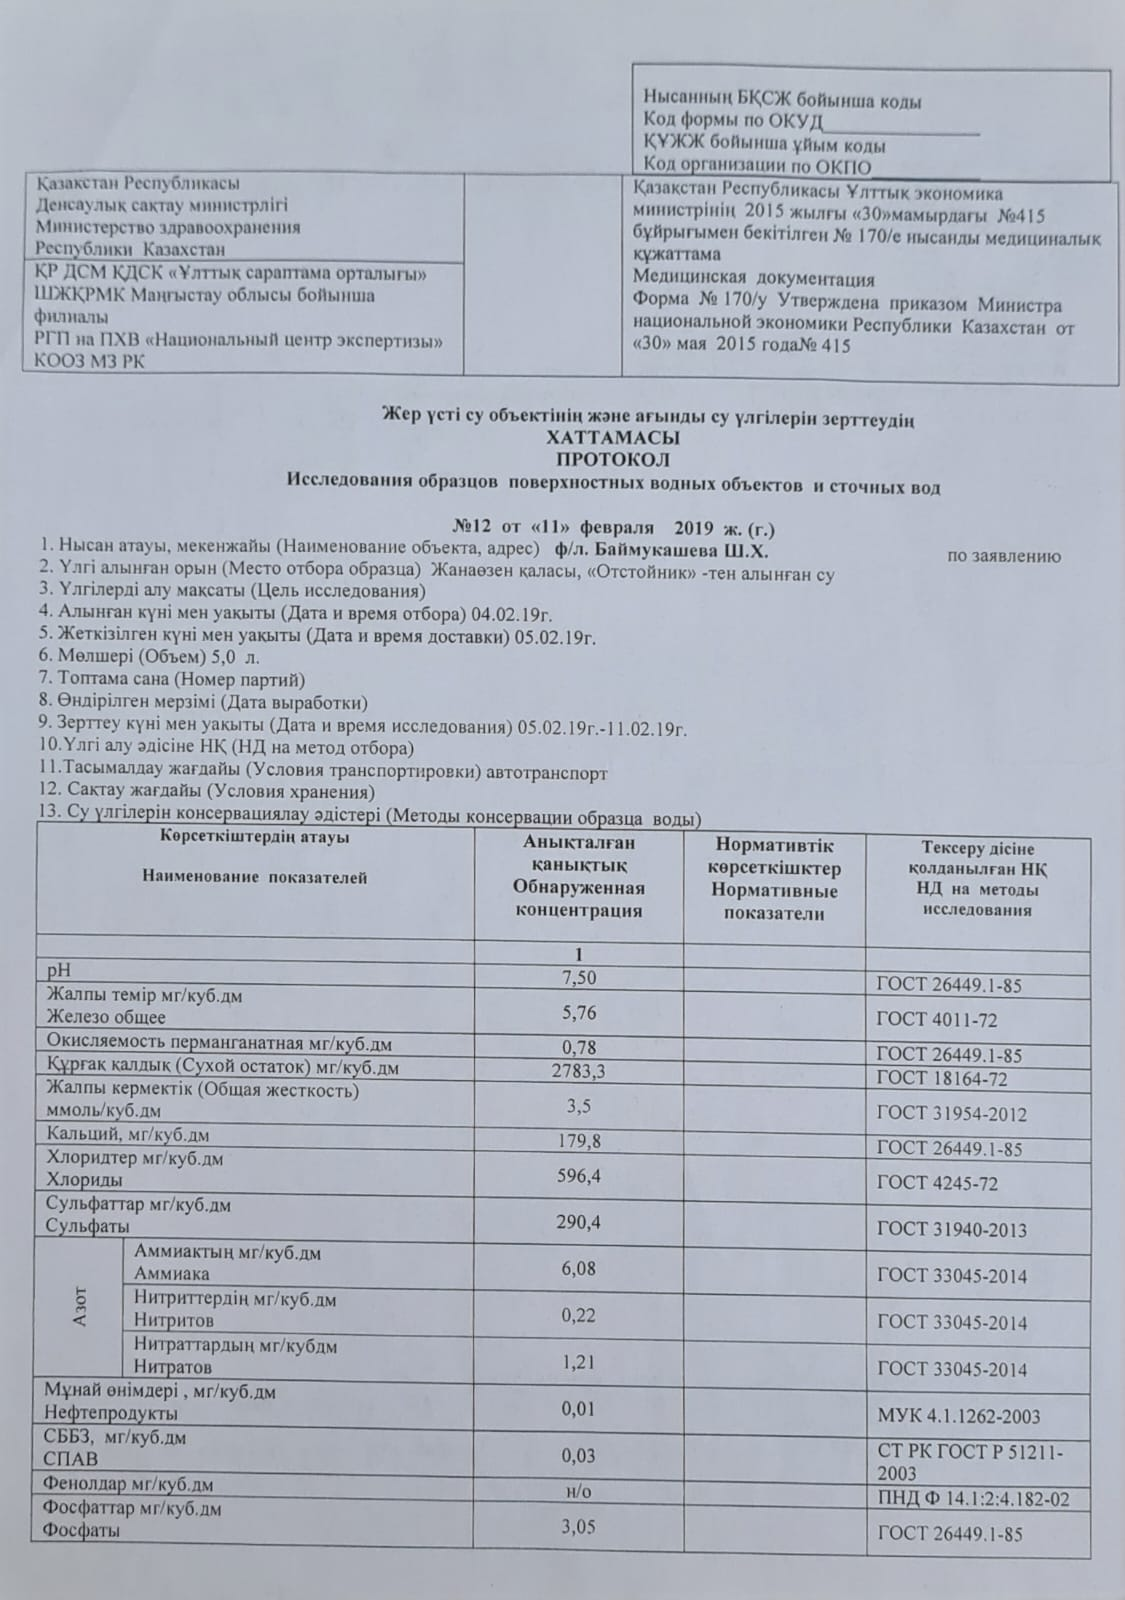 Нысанның БҚСЖ бойынша коды
Код формы по ОКУД_______________
ҚҰЖЖ бойынша ұйым коды
Код организации по ОКПО_______________
Қазақстан Республикасы
Денсаулық сақтау министрлігі
Министерство здравоохранения
Республики Казахстан
ҚР ДСМ ҚДСК «Ұлттық сараптама орталығы»
ШЖҚРМК Маңғыстау облысы бойынша
филиалы
РГП на ПХВ «Национальный центр экспертизы»
КООЗ МЗ РК
Қазақстан Республикасы Ұлттық экономика
министрінің 2015 жылғы «30»мамырдағы №415
бұйрығымен бекітілген № 170/е нысанды медициналық
құжаттама
Медицинская документация
Форма № 170/у Утверждена приказом Министра
национальной экономики Республики Казахстан от
«30» мая 2015 года№ 415
Жер үсті су объектінің және ағынды су үлгілерін зерттеудің
ХАТТАМАСЫ
ПРОТОКОЛ
Исследования образцов поверхностных водных объектов и сточных вод
№12 от «11» февраля 2019 ж. (г.)
1. Нысан атауы, мекенжайы (Наименование объекта, адрес) ф/л. Баймукашева Ш.Х. по заявлению
2. Үлгі алынған орын (Место отбора образца) Жанаөзен қаласы, «Отстойник» -тен алынған су
3. Үлгілерді алу мақсаты (Цель исследования)
4. Алынған күні мен уақыты (Дата и время отбора) 04.02.19г.
5. Жеткізілген күні мен уақыты (Дата и время доставки) 05.02.19г.
6. Мөлшері (Объем) 5,0 л.
7. Топтама сана (Номер партий)
8. Өндірілген мерзімі (Дата выработки)
9. Зерттеу күні мен уақыты (Дата и время исследования) 05.02.19г.-11.02.19г.
10.Үлгі алу әдісіне НҚ (НД на метод отбора)
11.Тасымалдау жағдайы (Условия транспортировки) автотранспорт
12. Сақтау жағдайы (Условия хранения)
13. Су үлгілерін консервациялау әдістері (Методы консервации образца воды)
Көрсеткіштердің атауы
Наименование показателей
Анықталған
қанықтық
Обнаруженная
концентрация
Нормативтік
көрсеткішктер
Нормативные
показатели
Тексеру дісіне
қолданылған НҚ
НД на методы
исследования
1
рН 7,50 ГОСТ 26449.1-85
Жалпы темір мг/куб.дм
Железо общее 5,76 ГОСТ 4011-72
Окисляемость перманганатная мг/куб.дм 0,78 ГОСТ 26449.1-85
Құрғақ қалдық (Сухой остаток) мг/куб.дм 2783,3 ГОСТ 18164-72
Жалпы кермектік (Общая жесткость)
ммоль/куб.дм 3,5 ГОСТ 31954-2012
Кальций, мг/куб.дм 179,8 ГОСТ 26449.1-85
Хлоридтер мг/куб.дм
Хлориды 596,4 ГОСТ 4245-72
Сульфаттар мг/куб.дм
Сульфаты 290,4 ГОСТ 31940-2013
Азот
Аммиактың мг/куб.дм
Аммиака 6,08 ГОСТ 33045-2014
Нитриттердің мг/куб.дм
Нитритов 0,22 ГОСТ 33045-2014
Нитраттардың мг/кубдм
Нитратов 1,21 ГОСТ 33045-2014
Мұнай өнімдері , мг/куб.дм
Нефтепродукты 0,01 МУК 4.1.1262-2003
СББЗ, мг/куб.дм
СПАВ 0,03 СТ РК ГОСТ Р 51211-
2003
Фенолдар мг/куб.дм н/о ПНД Ф 14.1:2:4.182-02
Фосфаттар мг/куб.дм
Фосфаты 3,05 ГОСТ 26449.1-85